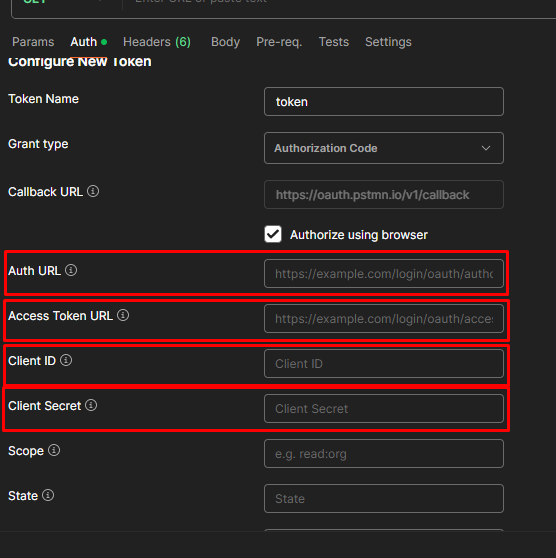 GET
Enter URL or paste text
Params Auth Headers (6) Body Pre-req. Tests Settings
Configure New Token
Token Name
token
Grant type
Authorization Code
Callback URL
https://oauth.pstmn.io/v1/callback
Authorize using browser
Auth URL
https://example.com/login/oauth/autho
Access Token URL
https://example.com/login/oauth/acces
Client ID
Client ID
Client Secret
Client Secret
Scope
e.g. read:org
State
State